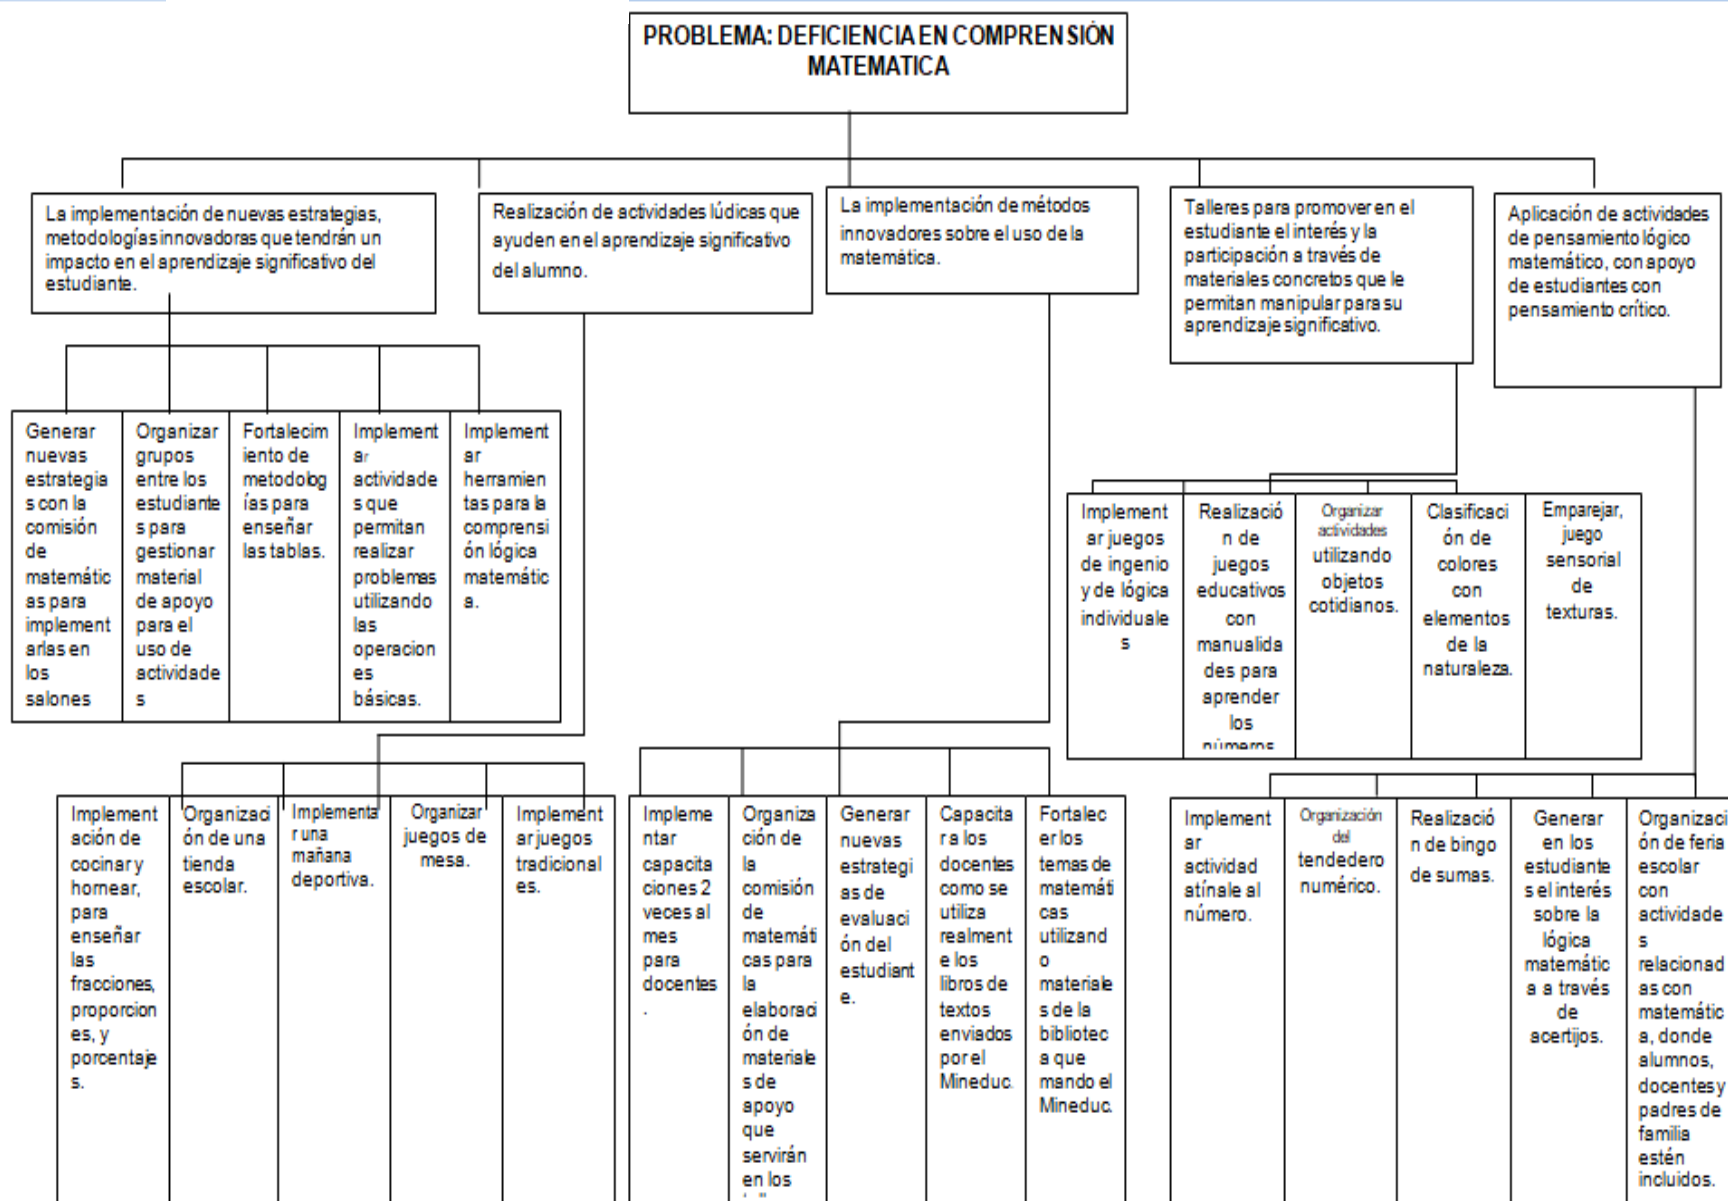 PROBLEMA: DEFICIENCIA EN COMPRENSIÓN
MATEMATICA
La implementación de nuevas estrategias,
metodologías innovadoras que tendrán un
impacto en el aprendizaje significativo del
estudiante.
Realización de actividades lúdicas que
ayuden en el aprendizaje significativo
del alumno.
La implementación de métodos
innovadores sobre el uso de la
matemática.
Talleres para promover en el
estudiante el interés y la
participación a través de
materiales concretos que le
permitan manipular para su
aprendizaje significativo.
Aplicación de actividades
de pensamiento lógico
matemático, con apoyo
de estudiantes con
pensamiento crítico.
Generar
nuevas
estrategia
s con la
comisión
de
matemátic
as para
implement
arlas en
los
salones
Organizar
grupos
entre los
estudiante
s para
gestionar
material
de apoyo
para el
uso de
actividade
s
Fortalecim
iento de
metodolog
ías para
enseñar
las tablas.
Implement
ar
actividade
s que
permitan
realizar
problemas
utilizando
las
operacion
es
básicas.
Implement
ar
herramien
tas para la
comprensi
ón lógica
matemátic
a.
Implement
ar juegos
de ingenio
y de lógica
individuale
s
Realizació
n de
juegos
educativos
con
manualida
des para
aprender
los
números
Organizar
actividades
utilizando
objetos
cotidianos.
Clasificaci
ón de
colores
con
elementos
de la
naturaleza.
Emparejar,
juego
sensorial
de
texturas.
Implement
ación de
cocinar y
hornear,
para
enseñar
las
fracciones,
proporcion
es, y
porcentaje
s.
Organizaci
ón de una
tienda
escolar.
Implementa
r una
mañana
deportiva.
Organizar
juegos de
mesa.
Implement
ar juegos
tradicional
es.
Impleme
ntar
capacita
ciones 2
veces al
mes
para
docentes
.
Organiza
ción de
la
comisión
de
matemáti
cas para
la
elaboraci
ón de
materiale
s de
apoyo
que
servirán
en los
Generar
nuevas
estrategi
as de
evaluaci
ón del
estudiant
e.
Capacita
r a los
docentes
como se
utiliza
realment
e los
libros de
textos
enviados
por el
Mineduc.
Fortalec
er los
temas de
matemáti
cas
utilizand
o
materiale
s de la
bibliotec
a que
mando el
Mineduc.
Implement
ar
actividad
atínale al
número.
Organización
del
tendedero
numérico.
Realizació
n de bingo
de sumas.
Generar
en los
estudiante
s el interés
sobre la
lógica
matemátic
a a través
de
acertijos.
Organizaci
ón de feria
escolar
con
actividade
s
relacionad
as con
matemátic
a, donde
alumnos,
docentes y
padres de
familia
estén
incluidos.